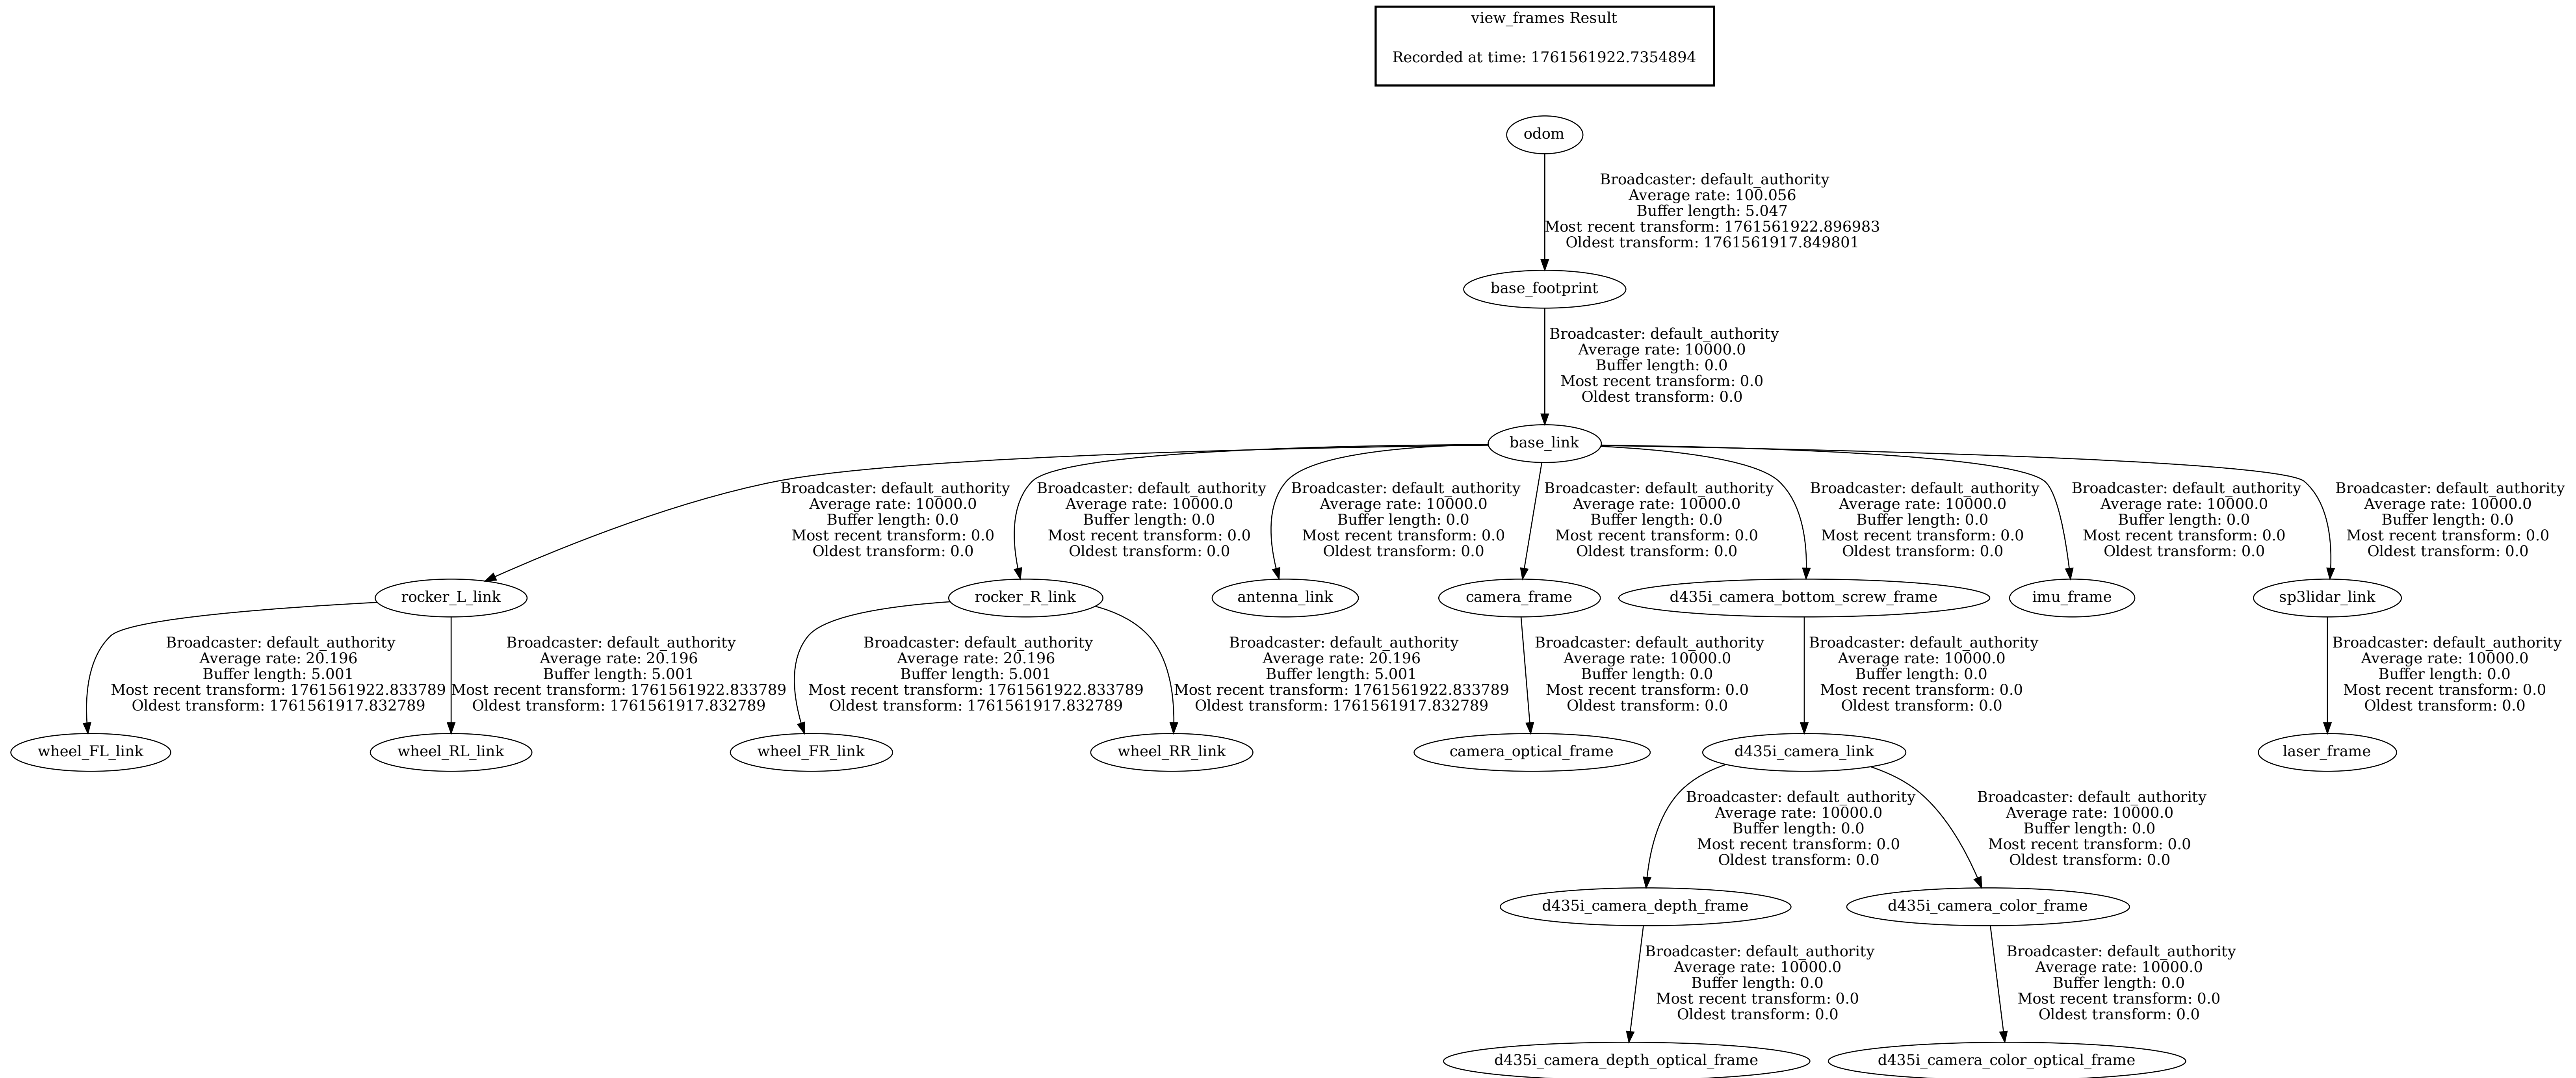 view_frames Result
Recorded at time: 1761561922.7354894
odom
Broadcaster: default_authority
Average rate: 100.056
Buffer length: 5.047
Most recent transform: 1761561922.896983
Oldest transform: 1761561917.849801
base_footprint
Broadcaster: default_authority
Average rate: 10000.0
Buffer length: 0.0
Most recent transform: 0.0
Oldest transform: 0.0
base_link
Broadcaster: default_authority
Average rate: 10000.0
Buffer length: 0.0
Most recent transform: 0.0
Oldest transform: 0.0
Broadcaster: default_authority
Average rate: 10000.0
Buffer length: 0.0
Most recent transform: 0.0
Oldest transform: 0.0
Broadcaster: default_authority
Average rate: 10000.0
Buffer length: 0.0
Most recent transform: 0.0
Oldest transform: 0.0
Broadcaster: default_authority
Average rate: 10000.0
Buffer length: 0.0
Most recent transform: 0.0
Oldest transform: 0.0
Broadcaster: default_authority
Average rate: 10000.0
Buffer length: 0.0
Most recent transform: 0.0
Oldest transform: 0.0
Broadcaster: default_authority
Average rate: 10000.0
Buffer length: 0.0
Most recent transform: 0.0
Oldest transform: 0.0
Broadcaster: default_authority
Average rate: 10000.0
Buffer length: 0.0
Most recent transform: 0.0
Oldest transform: 0.0
rocker_L_link
rocker_R_link
antenna_link
camera_frame
d435i_camera_bottom_screw_frame
imu_frame
sp3lidar_link
Broadcaster: default_authority
Average rate: 20.196
Buffer length: 5.001
Most recent transform: 1761561922.833789
Oldest transform: 1761561917.832789
Broadcaster: default_authority
Average rate: 20.196
Buffer length: 5.001
Most recent transform: 1761561922.833789
Oldest transform: 1761561917.832789
Broadcaster: default_authority
Average rate: 20.196
Buffer length: 5.001
Most recent transform: 1761561922.833789
Oldest transform: 1761561917.832789
Broadcaster: default_authority
Average rate: 20.196
Buffer length: 5.001
Most recent transform: 1761561922.833789
Oldest transform: 1761561917.832789
Broadcaster: default_authority
Average rate: 10000.0
Buffer length: 0.0
Most recent transform: 0.0
Oldest transform: 0.0
Broadcaster: default_authority
Average rate: 10000.0
Buffer length: 0.0
Most recent transform: 0.0
Oldest transform: 0.0
Broadcaster: default_authority
Average rate: 10000.0
Buffer length: 0.0
Most recent transform: 0.0
Oldest transform: 0.0
wheel_FL_link
wheel_RL_link
wheel_FR_link
wheel_RR_link
camera_optical_frame
d435i_camera_link
laser_frame
Broadcaster: default_authority
Average rate: 10000.0
Buffer length: 0.0
Most recent transform: 0.0
Oldest transform: 0.0
Broadcaster: default_authority
Average rate: 10000.0
Buffer length: 0.0
Most recent transform: 0.0
Oldest transform: 0.0
d435i_camera_depth_frame
d435i_camera_color_frame
Broadcaster: default_authority
Average rate: 10000.0
Buffer length: 0.0
Most recent transform: 0.0
Oldest transform: 0.0
Broadcaster: default_authority
Average rate: 10000.0
Buffer length: 0.0
Most recent transform: 0.0
Oldest transform: 0.0
d435i_camera_depth_optical_frame
d435i_camera_color_optical_frame